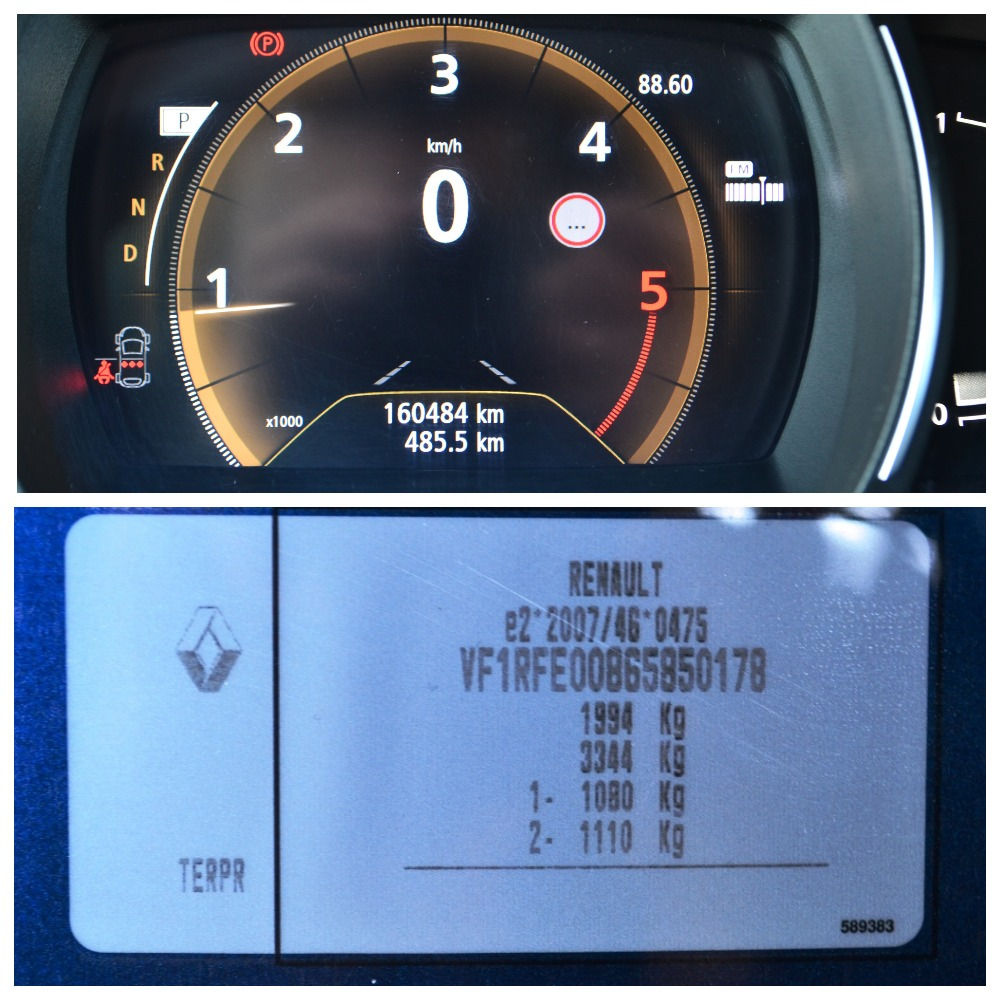 P
3
88.60
P
2
4
1
km/h
FM
R
0
...
N
D
1
5
x1000
160484 km
0
485.5 km
RENAULT
e2*2007/46*0475
VF1RFE00865850178
1994 Kg
3344 Kg
1- 1080 Kg
2- 1110 Kg
TERPR
589383